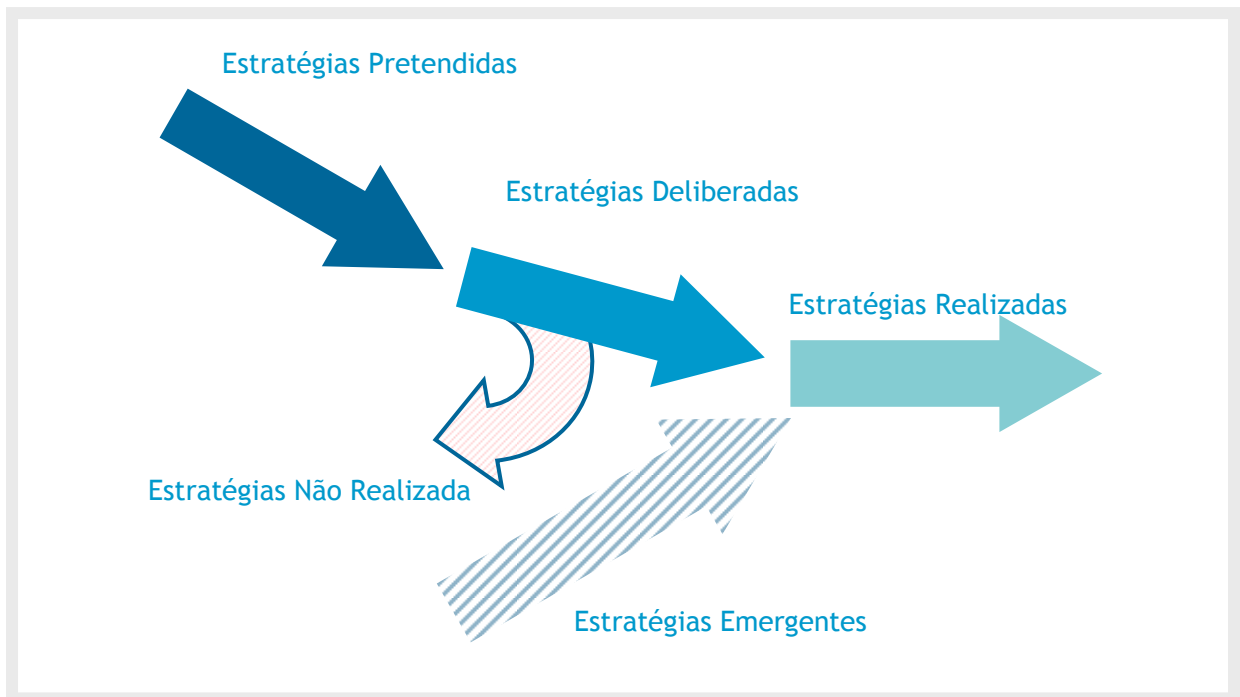 Estratégias Pretendidas
Estratégias Deliberadas
Estratégias Realizadas
Estratégias Não Realizada
Estratégias Emergentes